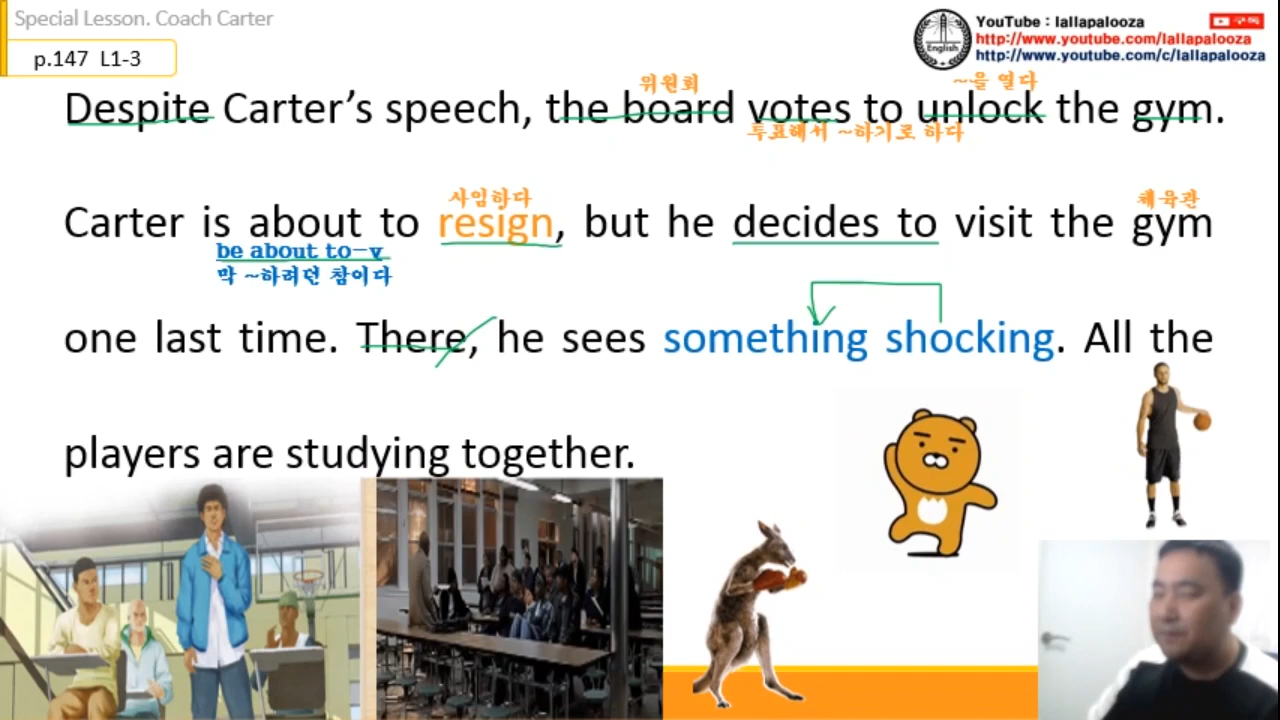 Special Lesson. Coach Carter
p.147 L1-3
English
YouTube : lallapalooza
구독
http://www.youtube.com/lallapalooza
http://www.youtube.com/c/lallapalooza
위원회
~을 열다
Despite Carter’s speech, the board votes to unlock the gym.
투표해서 ~하기로 하다
사임하다
체육관
Carter is about to resign, but he decides to visit the gym
be about to-v
막 ~하려던 참이다
one last time. There, he sees something shocking. All the
players are studying together.